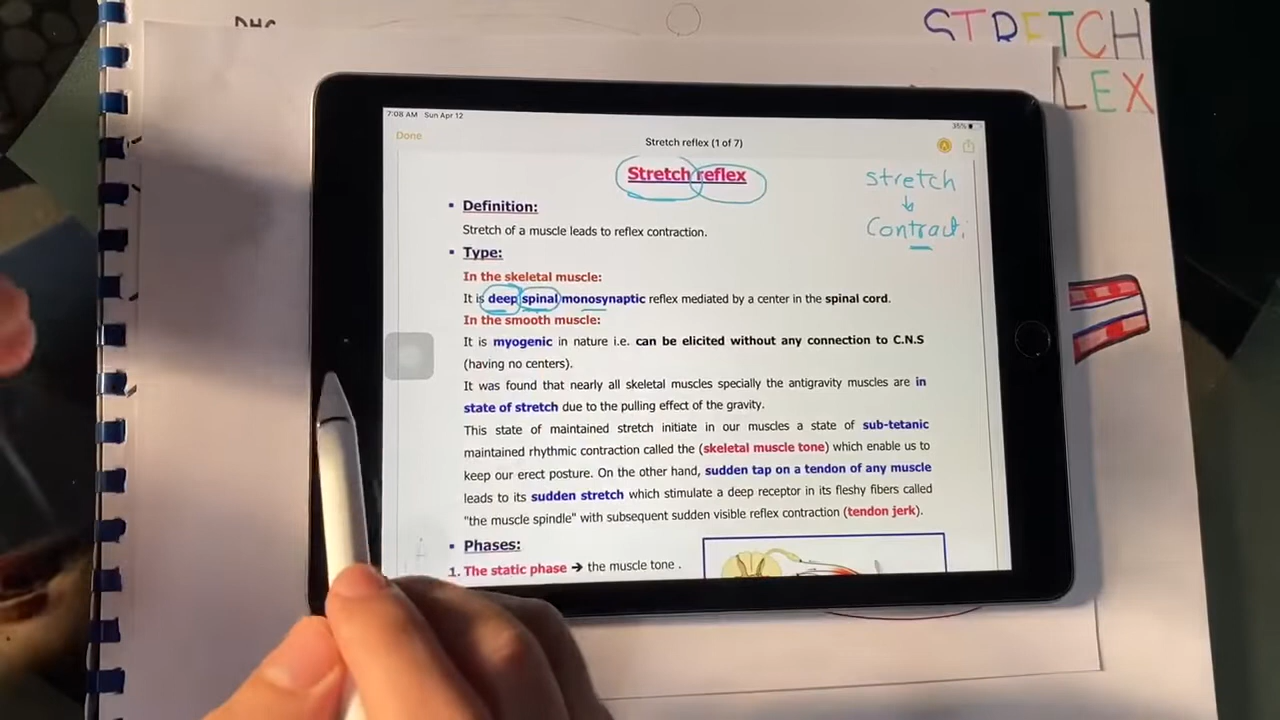 STRETCH
LEX
7:08 AM Sun Apr 12
35%
Done
Stretch reflex (1 of 7)
Stretch reflex
stretch
Contract.
▪ Definition:
Stretch of a muscle leads to reflex contraction.
▪ Type:
In the skeletal muscle:
It is deep spinal monosynaptic reflex mediated by a center in the spinal cord.
In the smooth muscle:
It is myogenic in nature i.e. can be elicited without any connection to C.N.S
(having no centers).
It was found that nearly all skeletal muscles specially the antigravity muscles are in
state of stretch due to the pulling effect of the gravity.
This state of maintained stretch initiate in our muscles a state of sub-tetanic
maintained rhythmic contraction called the (skeletal muscle tone) which enable us to
keep our erect posture. On the other hand, sudden tap on a tendon of any muscle
leads to its sudden stretch which stimulate a deep receptor in its fleshy fibers called
"the muscle spindle" with subsequent sudden visible reflex contraction (tendon jerk).
▪ Phases:
1. The static phase ➔ the muscle tone .